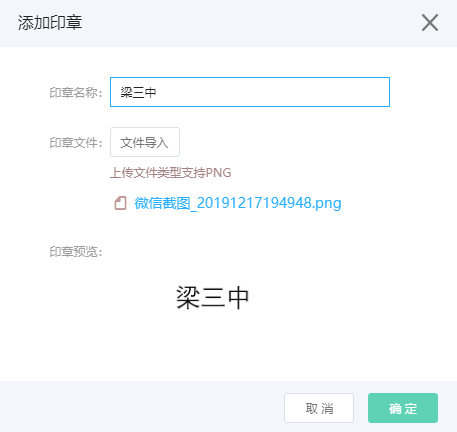 添加印章
印章名称:
梁三中
印章文件:
文件导入
上传文件类型支持PNG
微信截图_20191217194948.png
印章预览:
梁三中
取 消
确 定